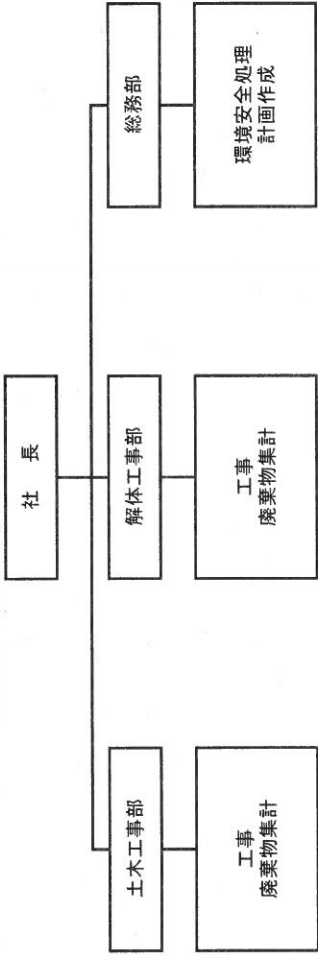 社 長
土木工事部
解体工事部
総務部
工事
廃棄物集計
工事
廃棄物集計
環境安全処理
計画作成